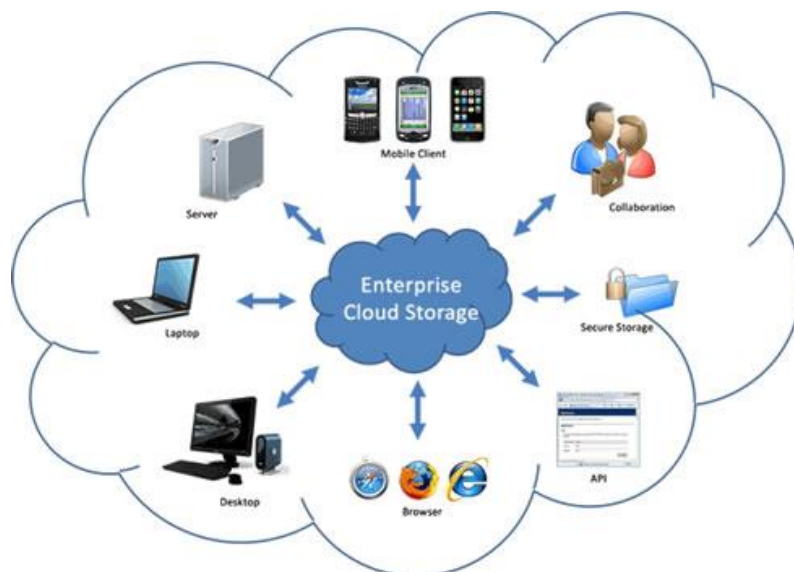 Mobile Client
Server
Collaboration
Enterprise
Cloud Storage
Laptop
Secure Storage
Desktop
Browser
API